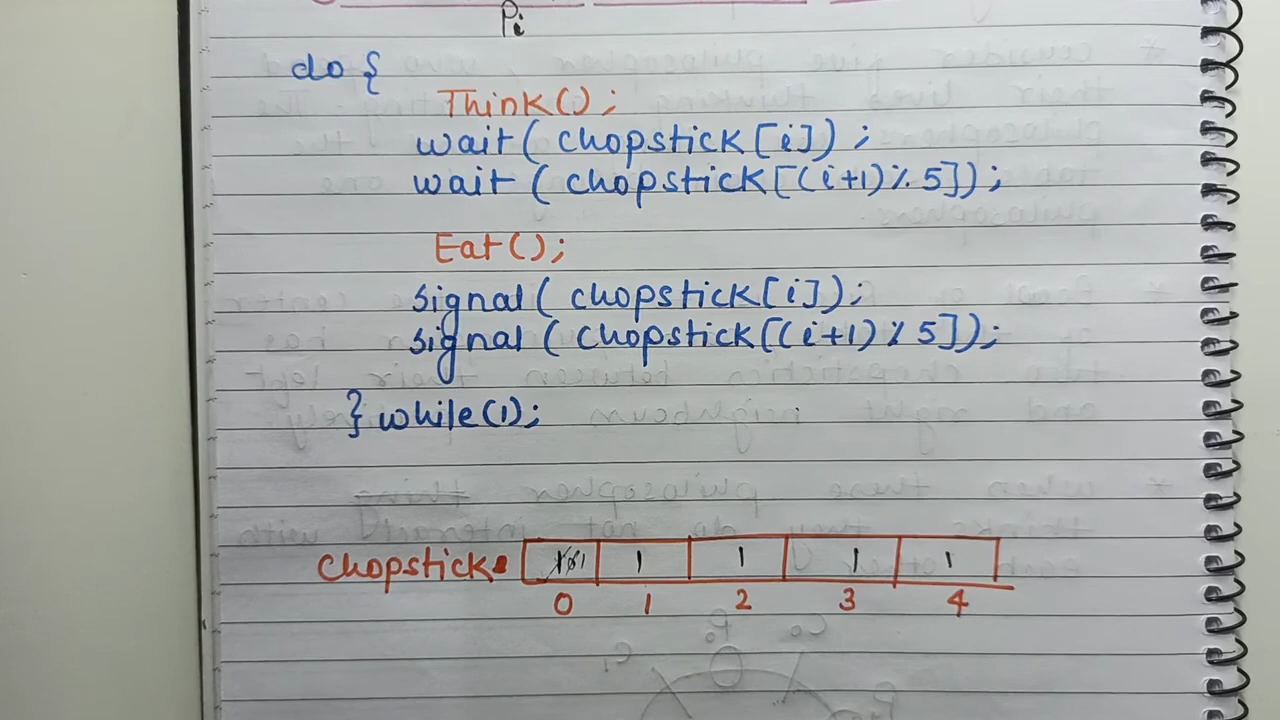 Pi
do {
Think();
wait( chopstick[i]) ;
wait ( chopstick[(i+1)%5]);
Eat();
signal( chopstick[i]);
signal ( chopstick[(i+1)%5]);
} while(1);
chopstick 1 1 1 1 1
0 1 2 3 4